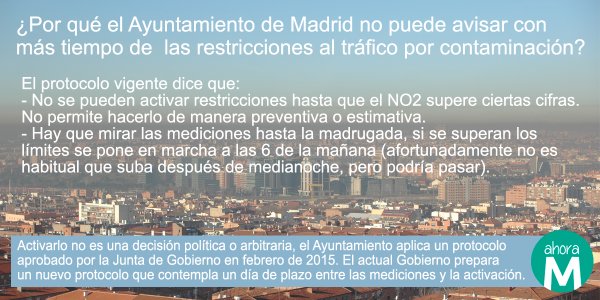 ¿Por qué el Ayuntamiento de Madrid no puede avisar con
más tiempo de las restricciones al tráfico por contaminación?
El protocolo vigente dice que:
- No se pueden activar restricciones hasta que el NO2 supere ciertas cifras.
No permite hacerlo de manera preventiva o estimativa.
- Hay que mirar las mediciones hasta la madrugada, si se superan los
límites se pone en marcha a las 6 de la mañana (afortunadamente no es
habitual que suba después de medianoche, pero podría pasar).
Activarlo no es una decisión política o arbitraria, el Ayuntamiento aplica un protocolo
aprobado por la Junta de Gobierno en febrero de 2015. El actual Gobierno prepara
un nuevo protocolo que contempla un día de plazo entre las mediciones y la activación.
ahora
M